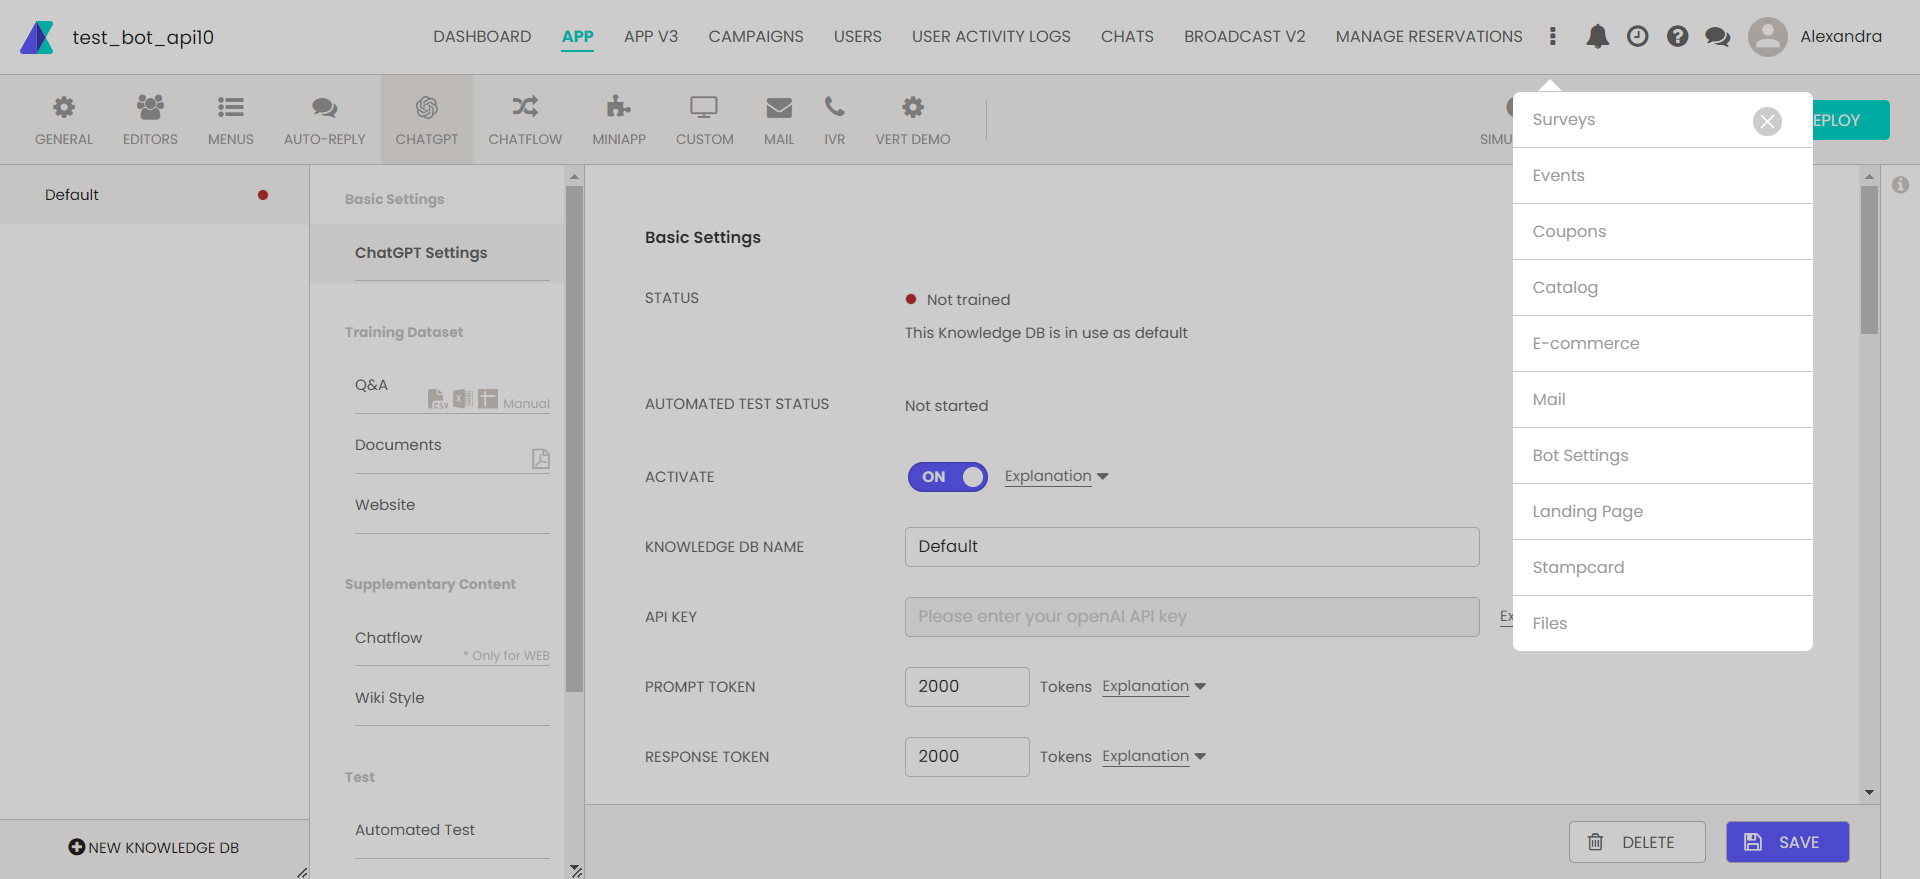 test_bot_api10
DASHBOARD APP APP V3 CAMPAIGNS USERS USER ACTIVITY LOGS CHATS BROADCAST V2 MANAGE RESERVATIONS
Alexandra
GENERAL EDITORS MENUS AUTO-REPLY CHATGPT CHATFLOW MINIAPP CUSTOM MAIL IVR VERT DEMO SIMU EPLOY
Default
NEW KNOWLEDGE DB
Basic Settings
ChatGPT Settings
Training Dataset
Q&A
CSV X Manual
Documents
Website
Supplementary Content
Chatflow
* Only for WEB
Wiki Style
Test
Automated Test
Basic Settings
STATUS Not trained
This Knowledge DB is in use as default
AUTOMATED TEST STATUS Not started
ACTIVATE ON Explanation
KNOWLEDGE DB NAME Default
API KEY Please enter your openAI API key Ex
PROMPT TOKEN 2000 Tokens Explanation
RESPONSE TOKEN 2000 Tokens Explanation
DELETE SAVE
Surveys
Events
Coupons
Catalog
E-commerce
Mail
Bot Settings
Landing Page
Stampcard
Files